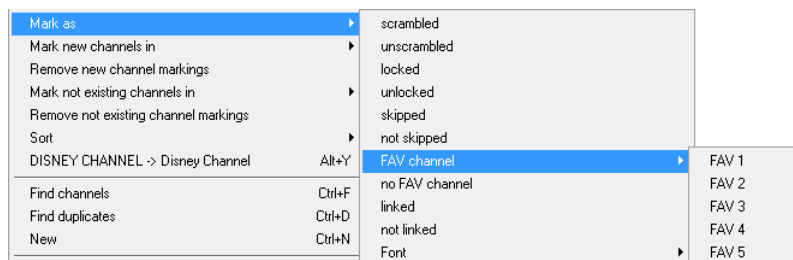 Mark as
Mark new channels in
Remove new channel markings
Mark not existing channels in
Remove not existing channel markings
Sort
DISNEY CHANNEL -> Disney Channel Alt+Y
Find channels Ctrl+F
Find duplicates Ctrl+D
New Ctrl+N
scrambled
unscrambled
locked
unlocked
skipped
not skipped
FAV channel
no FAV channel
linked
not linked
Font
FAV 1
FAV 2
FAV 3
FAV 4
FAV 5